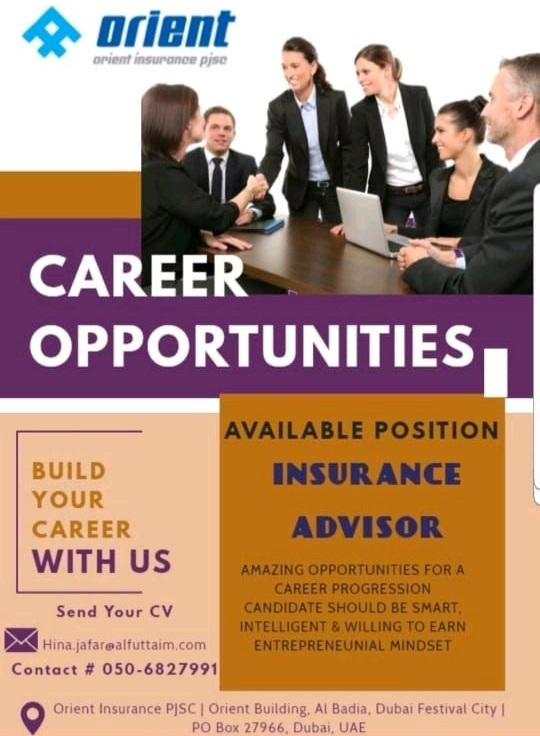 orient
orient insurance pjsc
CAREER
OPPORTUNITIES
AVAILABLE POSITION
INSURANCE
ADVISOR
AMAZING OPPORTUNITIES FOR A
CAREER PROGRESSION
CANDIDATE SHOULD BE SMART,
INTELLIGENT & WILLING TO EARN
ENTREPRENEUNIAL MINDSET
BUILD
YOUR
CAREER
WITH US
Send Your CV
Hina.jafar@alfuttaim.com
Contact # 050-6827991
Orient Insurance PJSC | Orient Building, Al Badia, Dubai Festival City |
PO Box 27966, Dubai, UAE